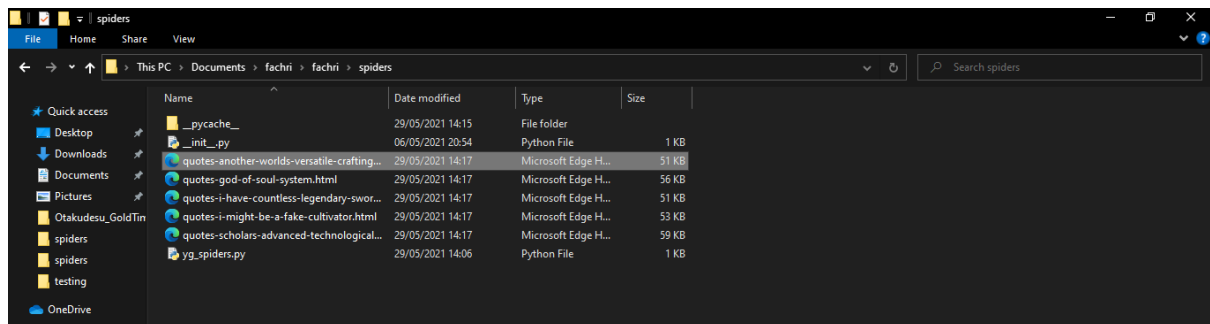 spiders
File Home Share View
This PC > Documents > fachri > fachri > spiders
Search spiders
Name Date modified Type Size
Quick access
Desktop
Downloads
Documents
Pictures
Otakudesu_GoldTim
spiders
spiders
testing
OneDrive
__pycache__ 29/05/2021 14:15 File folder
__init__.py 06/05/2021 20:54 Python File 1 KB
quotes-another-worlds-versatile-crafting... 29/05/2021 14:17 Microsoft Edge H... 51 KB
quotes-god-of-soul-system.html 29/05/2021 14:17 Microsoft Edge H... 56 KB
quotes-i-have-countless-legendary-swor... 29/05/2021 14:17 Microsoft Edge H... 51 KB
quotes-i-might-be-a-fake-cultivator.html 29/05/2021 14:17 Microsoft Edge H... 53 KB
quotes-scholars-advanced-technological... 29/05/2021 14:17 Microsoft Edge H... 59 KB
yg_spiders.py 29/05/2021 14:06 Python File 1 KB